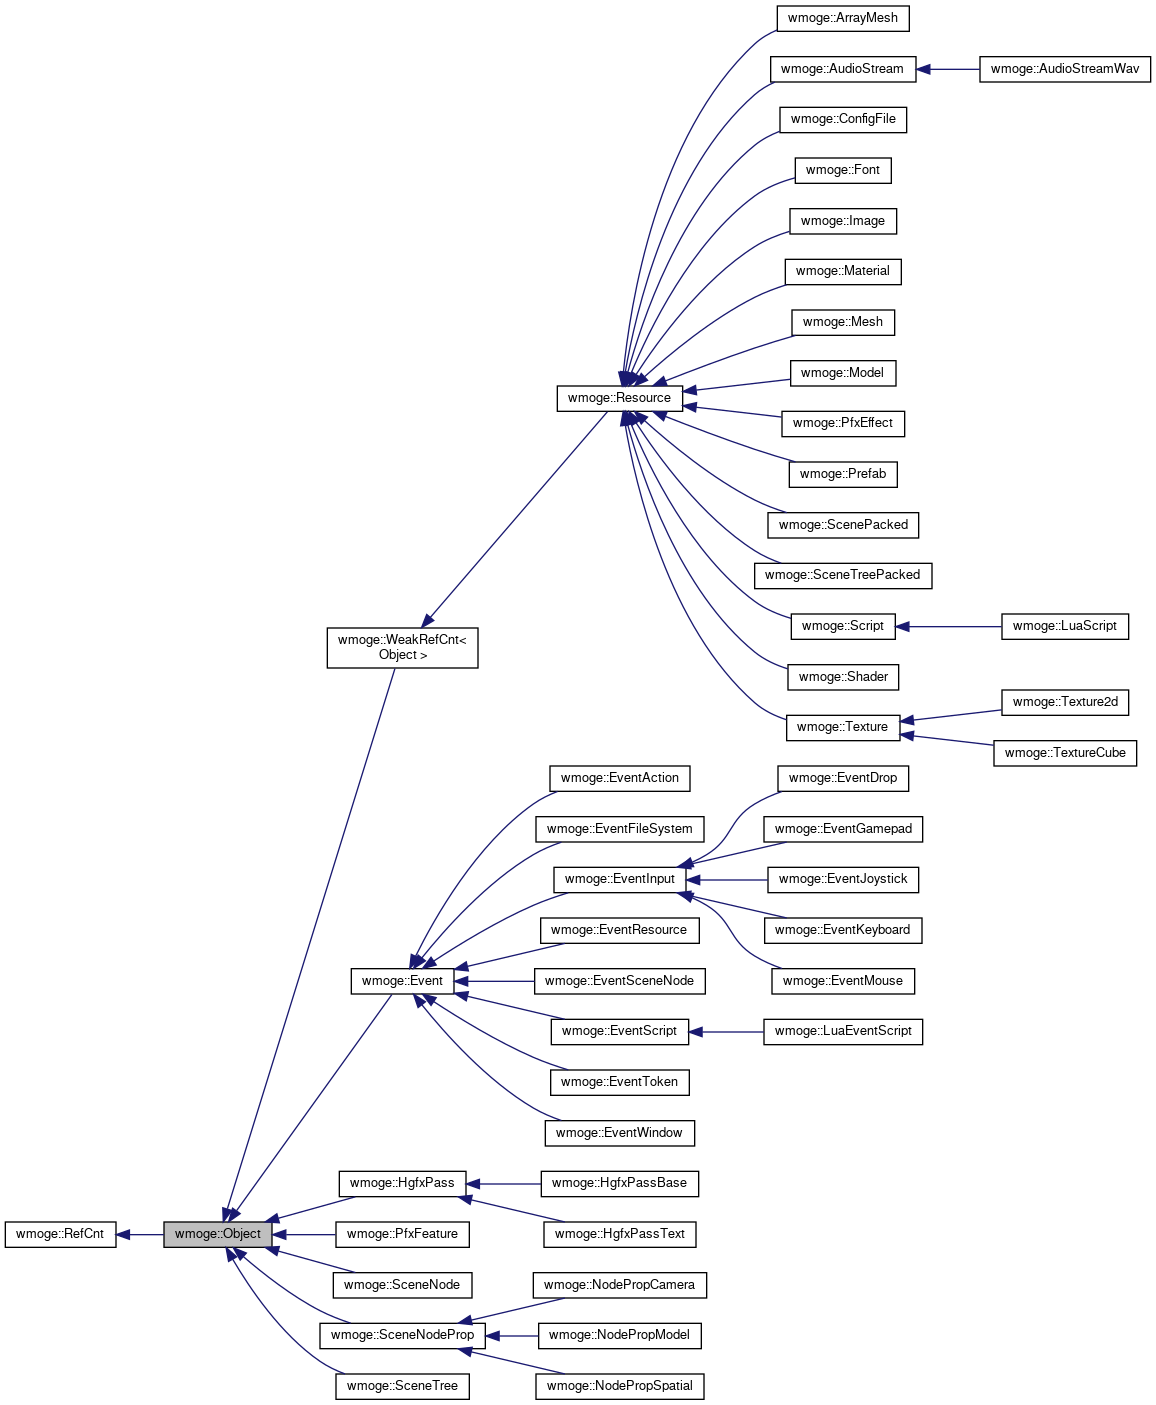 wmoge::ArrayMesh
wmoge::AudioStream
wmoge::AudioStreamWav
wmoge::ConfigFile
wmoge::Font
wmoge::Image
wmoge::Material
wmoge::Mesh
wmoge::Model
wmoge::Resource
wmoge::PfxEffect
wmoge::Prefab
wmoge::ScenePacked
wmoge::SceneTreePacked
wmoge::Script
wmoge::LuaScript
wmoge::WeakRefCnt<
Object >
wmoge::Shader
wmoge::Texture2d
wmoge::Texture
wmoge::TextureCube
wmoge::EventAction
wmoge::EventDrop
wmoge::EventFileSystem
wmoge::EventGamepad
wmoge::EventInput
wmoge::EventJoystick
wmoge::EventResource
wmoge::EventKeyboard
wmoge::Event
wmoge::EventSceneNode
wmoge::EventMouse
wmoge::EventScript
wmoge::LuaEventScript
wmoge::EventToken
wmoge::EventWindow
wmoge::HgfxPass
wmoge::HgfxPassBase
wmoge::RefCnt
wmoge::Object
wmoge::PfxFeature
wmoge::HgfxPassText
wmoge::SceneNode
wmoge::NodePropCamera
wmoge::SceneNodeProp
wmoge::NodePropModel
wmoge::SceneTree
wmoge::NodePropSpatial